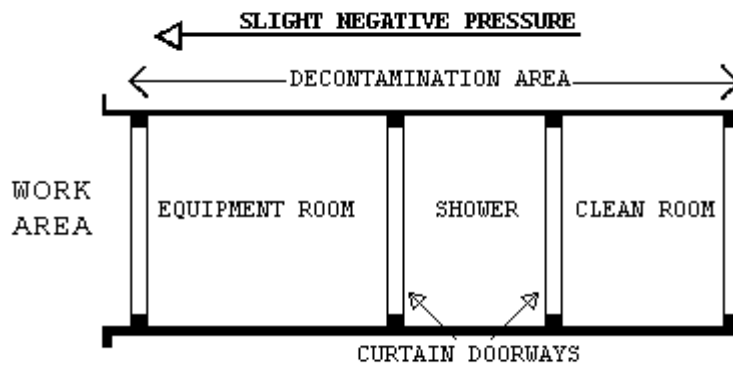 SLIGHT NEGATIVE PRESSURE
DECONTAMINATION AREA
WORK
AREA
EQUIPMENT ROOM
SHOWER
CLEAN ROOM
CURTAIN DOORWAYS